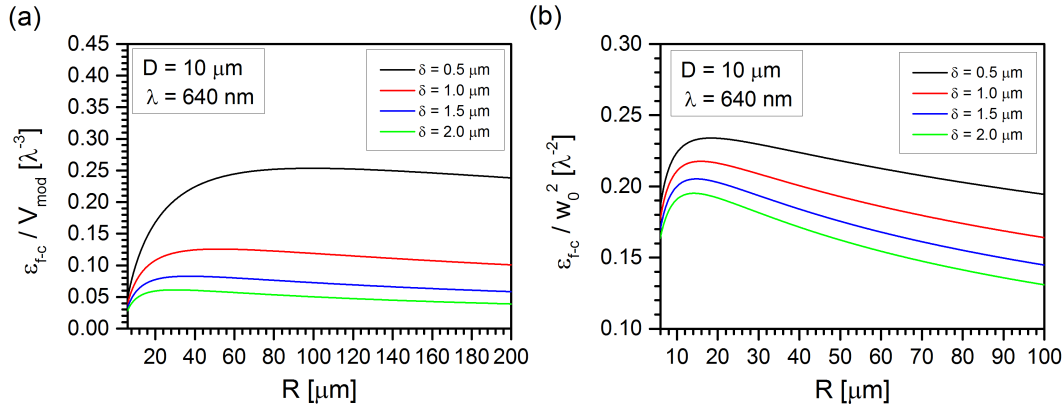 (a)
ε_f-c / V_mod [λ^-3]
0.45
0.40
0.35
0.30
0.25
0.20
0.15
0.10
0.05
0.00
D = 10 μm
λ = 640 nm
δ = 0.5 μm
δ = 1.0 μm
δ = 1.5 μm
δ = 2.0 μm
20 40 60 80 100 120 140 160 180 200
R [μm]
(b)
ε_f-c / w_0^2 [λ^-2]
0.30
0.25
0.20
0.15
0.10
D = 10 μm
λ = 640 nm
δ = 0.5 μm
δ = 1.0 μm
δ = 1.5 μm
δ = 2.0 μm
10 20 30 40 50 60 70 80 90 100
R [μm]